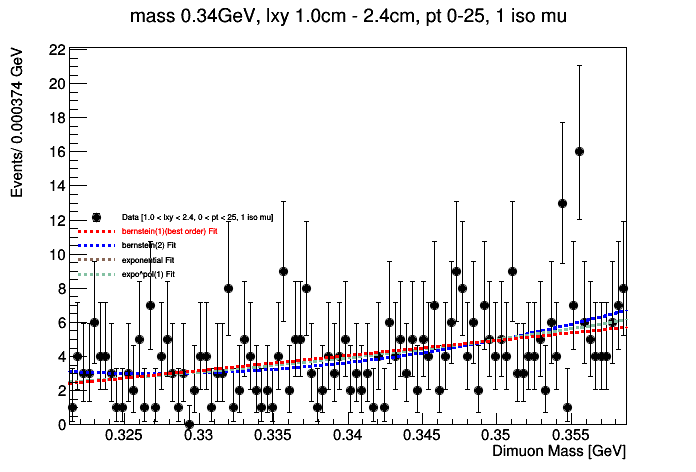 mass 0.34GeV, lxy 1.0cm - 2.4cm, pt 0-25, 1 iso mu
Events/ 0.000374 GeV
22
20
18
16
14
12
10
8
6
4
2
0
Data [1.0 < lxy < 2.4, 0 < pt < 25, 1 iso mu]
bernstein(1)(best order) Fit
bernstein(2) Fit
exponential Fit
expo*pol(1) Fit
0.325 0.33 0.335 0.34 0.345 0.35 0.355
Dimuon Mass [GeV]